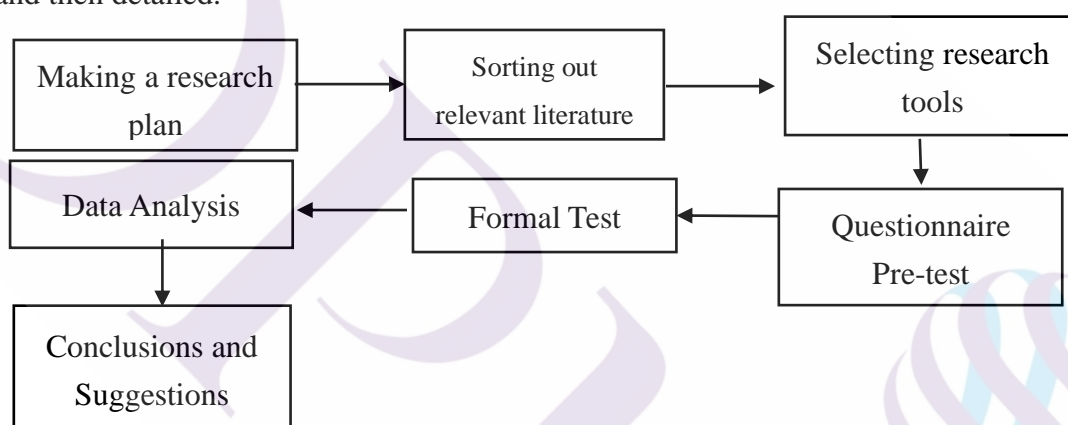 and then detailed.
Making a research
plan
Sorting out
relevant literature
Selecting research
tools
Questionnaire
Pre-test
Formal Test
Data Analysis
Conclusions and
Suggestions